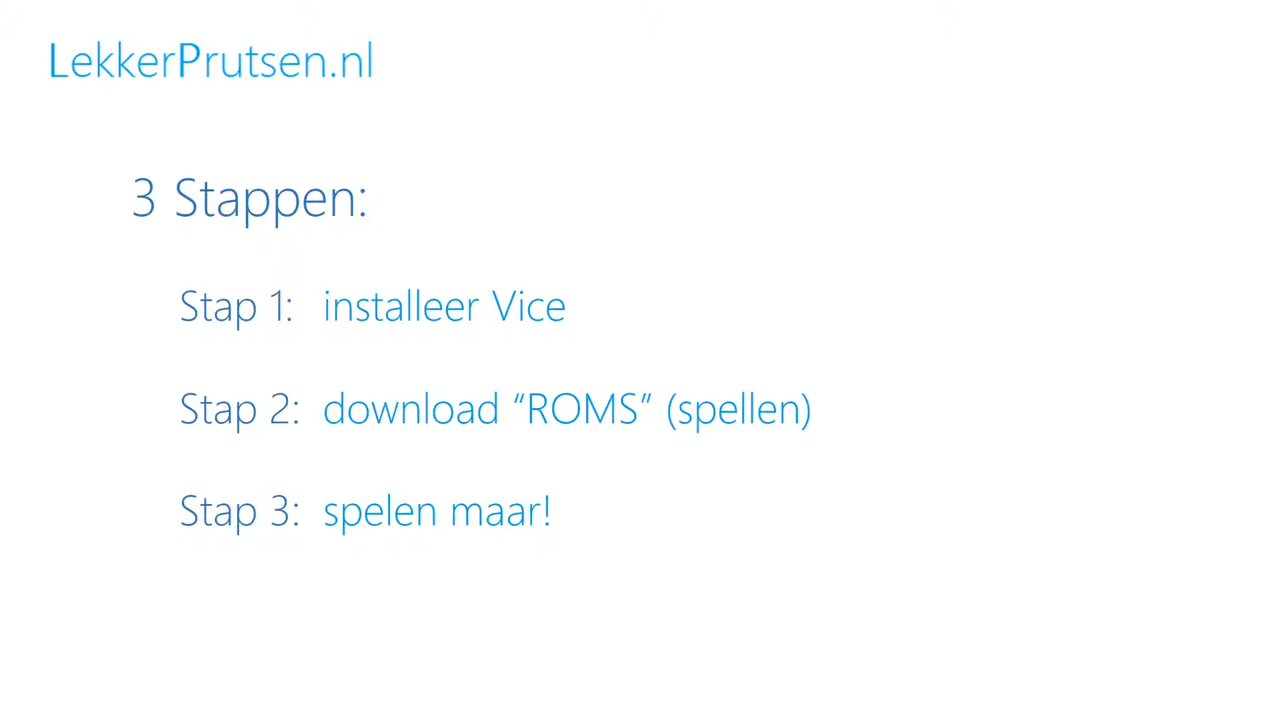 LekkerPrutsen.nl
3 Stappen:
Stap 1: installeer Vice
Stap 2: download “ROMS” (spellen)
Stap 3: spelen maar!